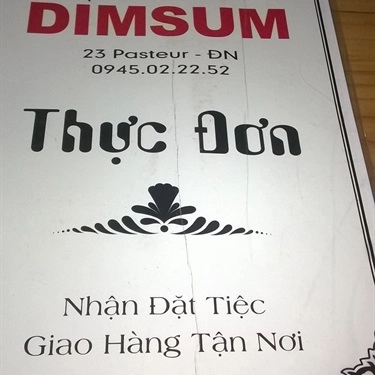 DIMSUM
23 Pasteur - ĐN
0945.02.22.52
Thực Đơn
Nhận Đặt Tiệc
Giao Hàng Tận Nơi